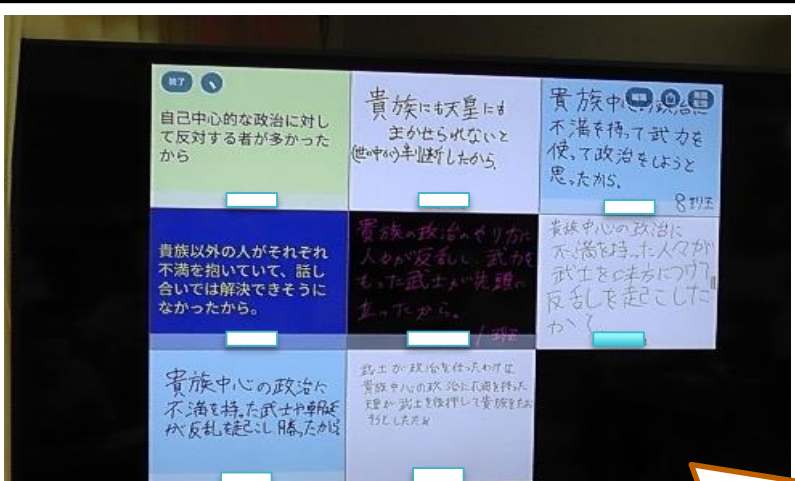 終了
自己中心的な政治に対し
て反対する者が多かった
から
貴族にも天皇にも
まかせられないと
(世の中が)判断したから。
貴族中心の政治に
不満を持って武力を
使って政治をしようと
思ったから。
8班
貴族以外の人がそれぞれ
不満を抱いていて、話し
合いでは解決できそうに
なかったから。
貴族の政治のやり方に
人々が反乱し、武力を
もった武士が先頭に
立ったから。
1班
貴族中心の政治に
不満を持った人々が
武士を味方につけて
反乱を起こした
から
貴族中心の政治に
不満を持った武士や朝廷
が反乱を起こし勝ったから
武士が政治を行ったわけは
貴族中心の政治に不満を持った
武士を後押しして貴族をたお
そうとした